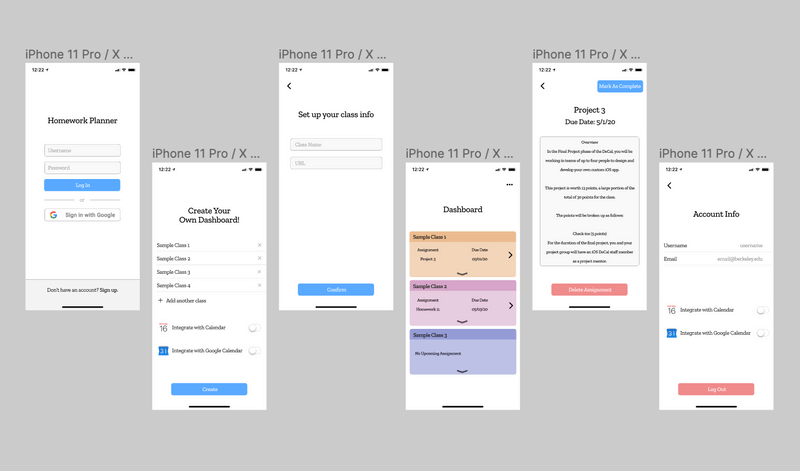 iPhone 11 Pro / X ...
12:22
Homework Planner
Username
Password
Log In
or
Sign in with Google
Don't have an account? Sign up.
iPhone 11 Pro / X ...
12:22
Create Your
Own Dashboard!
Sample Class 1
Sample Class 2
Sample Class 3
Sample Class 4
+ Add another class
16
Integrate with Calendar
31
Integrate with Google Calendar
Create
iPhone 11 Pro / X ...
12:22
Set up your class info
Class Name
URL
Confirm
iPhone 11 Pro / X ...
12:22
Dashboard
Sample Class 1
Assignment Due Date
Project 3 05/01/20
Sample Class 2
Assignment Due Date
Homework 2
Sample Class 3
No Upcoming Assignment
iPhone 11 Pro / X ...
12:22
Mark As Complete
Project 3
Due Date: 5/1/20
Overview
In the Final Project phase of the DeCal, you will be
working in teams of up to four people to design and
develop your own custom iOS app.
This project is worth 13 points, a large portion of the
total of 30 points for the class.
The points will be broken up as follows:
Check-ins (5 points)
For the duration of the final project, you and your
project group will have an iOS DeCal staff member
as a project mentor.
Delete Assignment
iPhone 11 Pro / X ...
12:22
Account Info
Username username
Email email@berkeley.edu
16
Integrate with Calendar
31
Integrate with Google Calendar
Log Out